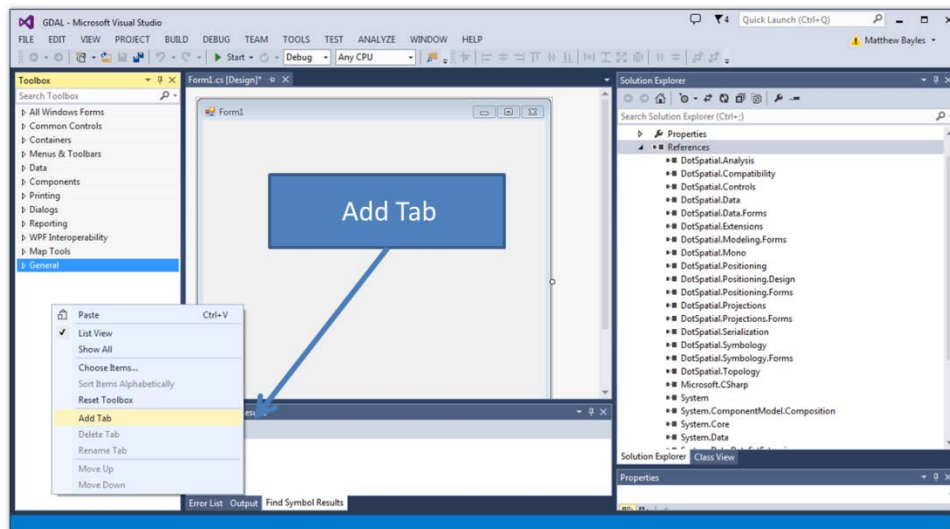 GDAL - Microsoft Visual Studio
4
Quick Launch (Ctrl+Q)
FILE EDIT VIEW PROJECT BUILD DEBUG TEAM TOOLS TEST ANALYZE WINDOW HELP
Matthew Bayles
Start
Debug
Any CPU
Toolbox
Search Toolbox
All Windows Forms
Common Controls
Containers
Menus & Toolbars
Data
Components
Printing
Dialogs
Reporting
WPF Interoperability
Map Tools
General
Form1.cs [Design]*
Form1
Add Tab
Paste Ctrl+V
List View
Show All
Choose Items...
Sort Items Alphabetically
Reset Toolbox
Add Tab
Delete Tab
Rename Tab
Move Up
Move Down
Error List Output Find Symbol Results
Solution Explorer
Search Solution Explorer (Ctrl+;)
Properties
References
DotSpatial.Analysis
DotSpatial.Compatibility
DotSpatial.Controls
DotSpatial.Data
DotSpatial.Data.Forms
DotSpatial.Extensions
DotSpatial.Modeling.Forms
DotSpatial.Mono
DotSpatial.Positioning
DotSpatial.Positioning.Design
DotSpatial.Positioning.Forms
DotSpatial.Projections
DotSpatial.Projections.Forms
DotSpatial.Serialization
DotSpatial.Symbology
DotSpatial.Symbology.Forms
DotSpatial.Topology
Microsoft.CSharp
System
System.ComponentModel.Composition
System.Core
System.Data
Solution Explorer Class View
Properties